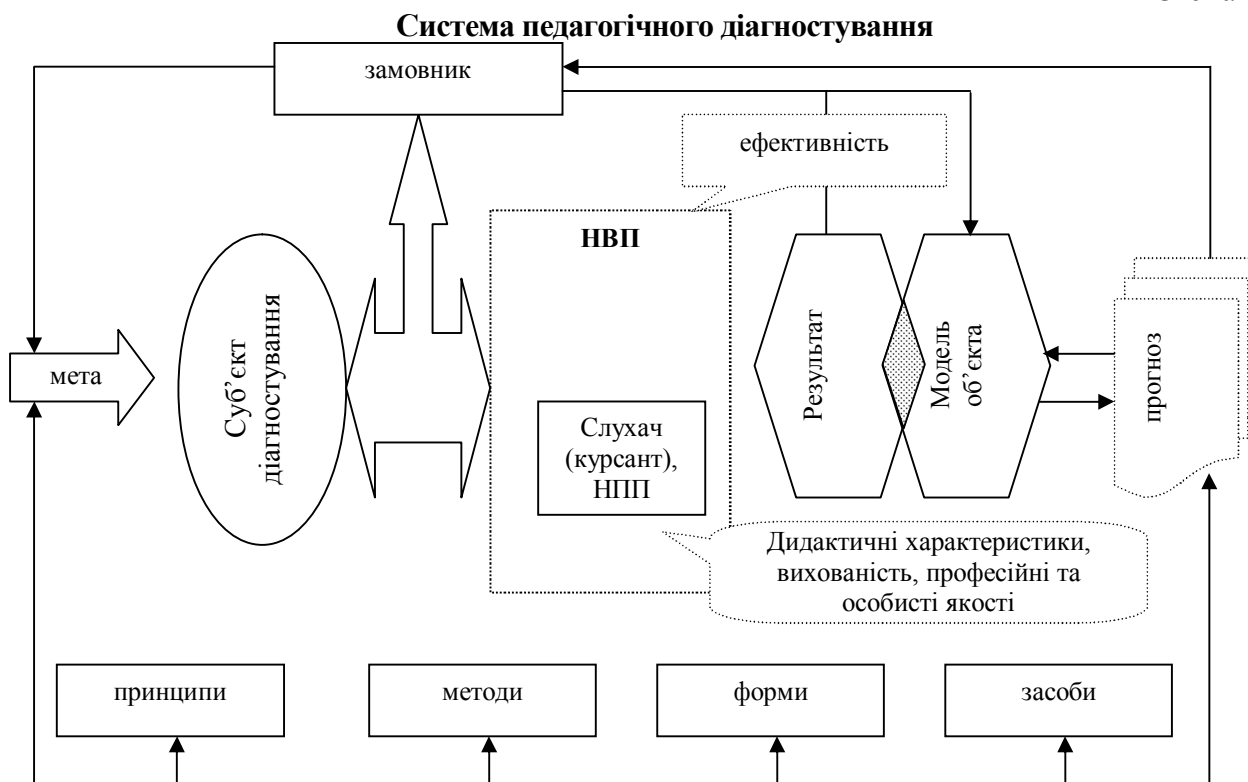 Система педагогічного діагностування
замовник
ефективність
НВП
мета
Суб’єкт
діагностування
Слухач
(курсант),
НПП
Результат
Модель
об’єкта
прогноз
Дидактичні характеристики,
вихованість, професійні та
особисті якості
принципи
методи
форми
засоби